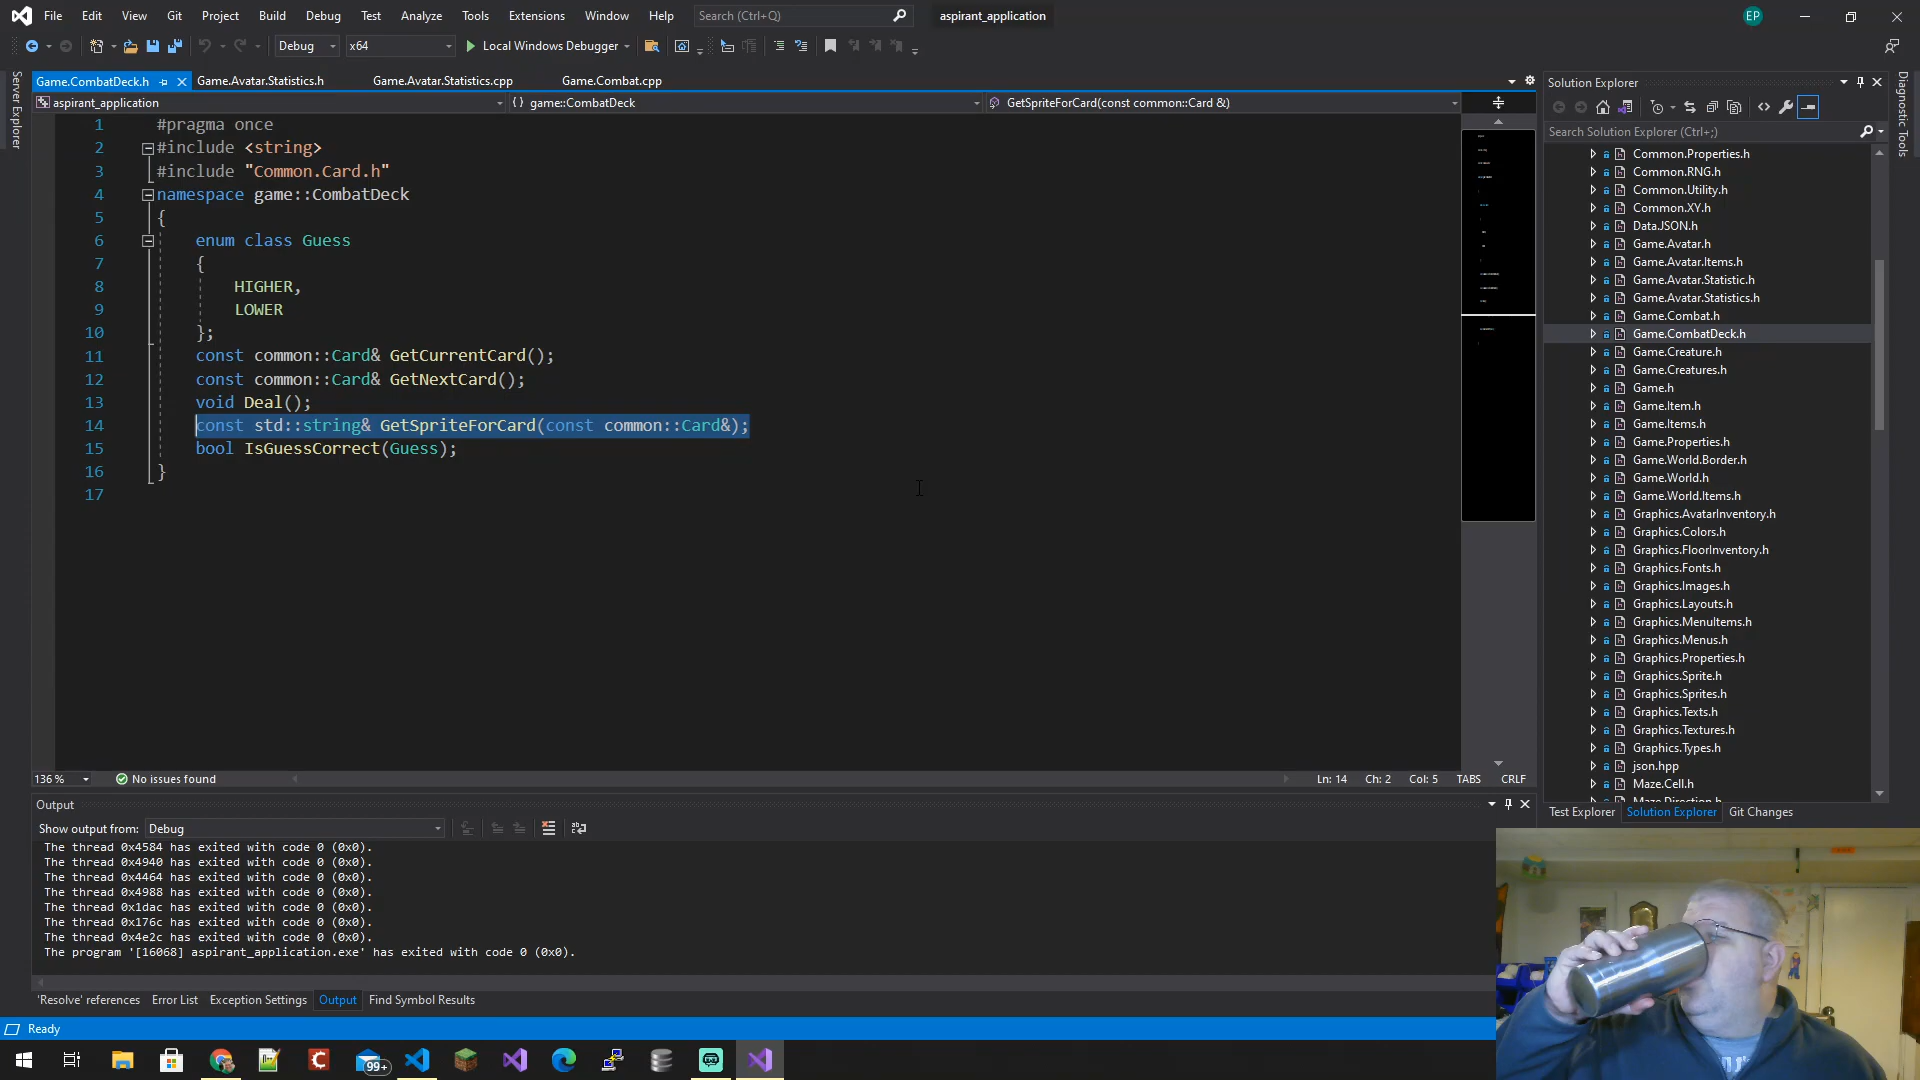 File Edit View Git Project Build Debug Test Analyze Tools Extensions Window Help Search (Ctrl+Q) aspirant_application EP
Debug x64 Local Windows Debugger
Server Explorer
Game.CombatDeck.h Game.Avatar.Statistics.h Game.Avatar.Statistics.cpp Game.Combat.cpp
aspirant_application game::CombatDeck GetSpriteForCard(const common::Card &)
1 #pragma once
2 #include <string>
3 #include "Common.Card.h"
4 namespace game::CombatDeck
5 {
6 enum class Guess
7 {
8 HIGHER,
9 LOWER
10 };
11 const common::Card& GetCurrentCard();
12 const common::Card& GetNextCard();
13 void Deal();
14 const std::string& GetSpriteForCard(const common::Card&);
15 bool IsGuessCorrect(Guess);
16 }
17
136 % No issues found Ln: 14 Ch: 2 Col: 5 TABS CRLF
Output
Show output from: Debug
The thread 0x4584 has exited with code 0 (0x0).
The thread 0x4940 has exited with code 0 (0x0).
The thread 0x4464 has exited with code 0 (0x0).
The thread 0x4988 has exited with code 0 (0x0).
The thread 0x1dac has exited with code 0 (0x0).
The thread 0x176c has exited with code 0 (0x0).
The thread 0x4e2c has exited with code 0 (0x0).
The program '[16068] aspirant_application.exe' has exited with code 0 (0x0).
'Resolve' references Error List Exception Settings Output Find Symbol Results
Ready
99+
Solution Explorer
Search Solution Explorer (Ctrl+;)
Common.Properties.h
Common.RNG.h
Common.Utility.h
Common.XY.h
Data.JSON.h
Game.Avatar.h
Game.Avatar.Items.h
Game.Avatar.Statistic.h
Game.Avatar.Statistics.h
Game.Combat.h
Game.CombatDeck.h
Game.Creature.h
Game.Creatures.h
Game.h
Game.Item.h
Game.Items.h
Game.Properties.h
Game.World.Border.h
Game.World.h
Game.World.Items.h
Graphics.AvatarInventory.h
Graphics.Colors.h
Graphics.FloorInventory.h
Graphics.Fonts.h
Graphics.Images.h
Graphics.Layouts.h
Graphics.MenuItems.h
Graphics.Menus.h
Graphics.Properties.h
Graphics.Sprite.h
Graphics.Sprites.h
Graphics.Texts.h
Graphics.Textures.h
Graphics.Types.h
json.hpp
Maze.Cell.h
Maze.Direction.h
Test Explorer Solution Explorer Git Changes
Diagnostic Tools